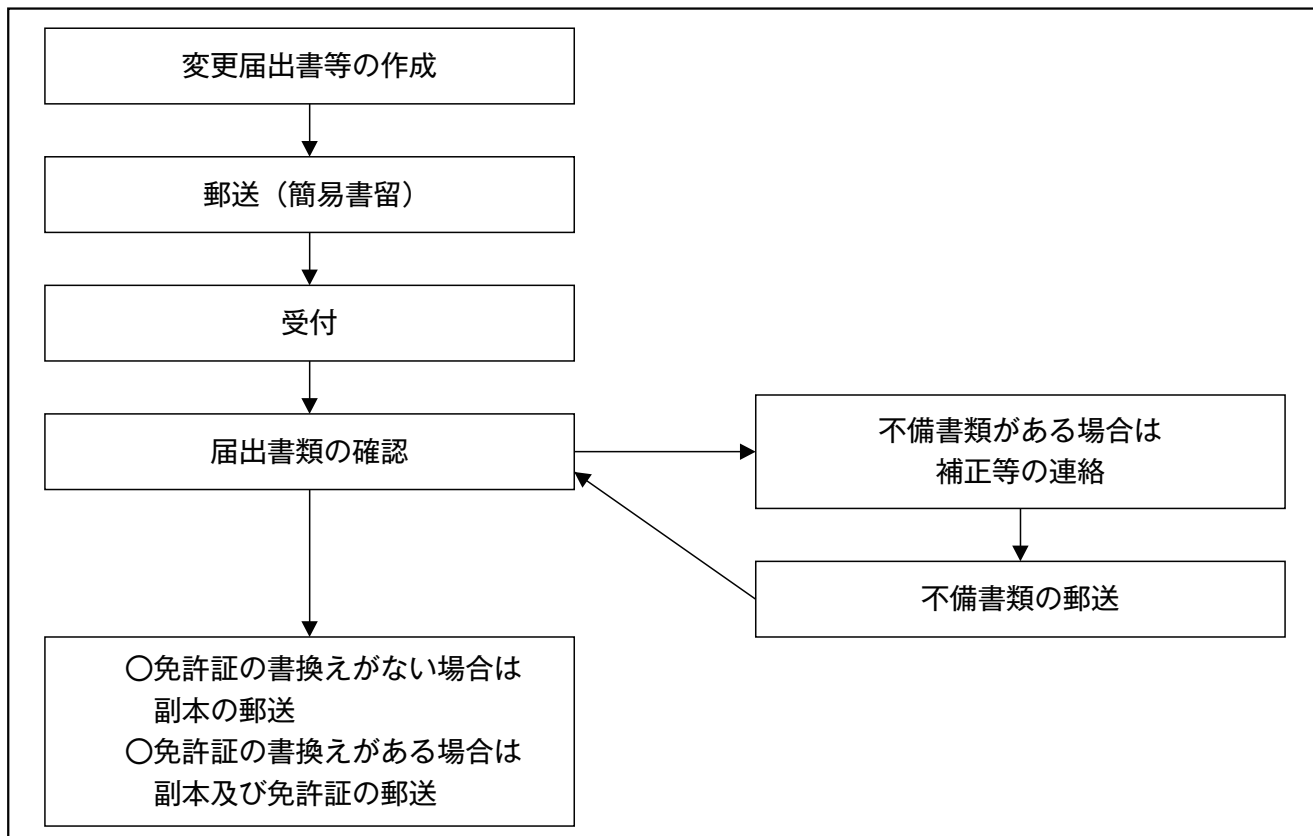 変更届出書等の作成
郵送（簡易書留）
受付
届出書類の確認
不備書類がある場合は
補正等の連絡
不備書類の郵送
〇免許証の書換えがない場合は
副本の郵送
〇免許証の書換えがある場合は
副本及び免許証の郵送